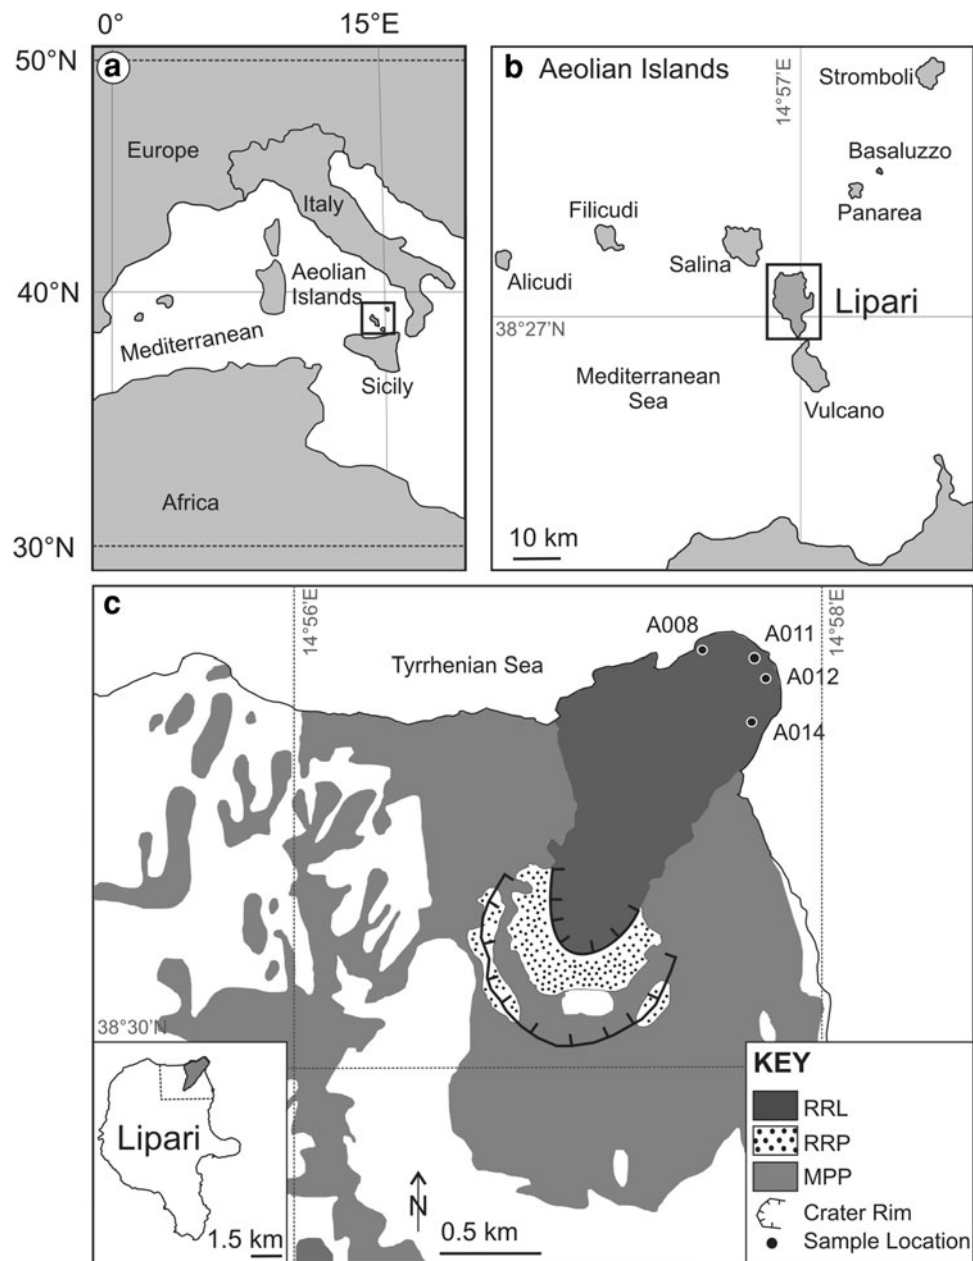 0°
15°E
50°N
40°N
30°N
a
Europe
Italy
Aeolian
Islands
Mediterranean
Sicily
Africa
b Aeolian Islands
14°57'E
Stromboli
Basaluzzo
Panarea
Filicudi
Salina
Alicudi
Lipari
38°27'N
Mediterranean
Sea
Vulcano
10 km
c
14°56'E
14°58'E
Tyrrhenian Sea
A008
A011
A012
A014
38°30'N
Lipari
1.5 km
N
0.5 km
KEY
RRL
RRP
MPP
Crater Rim
Sample Location